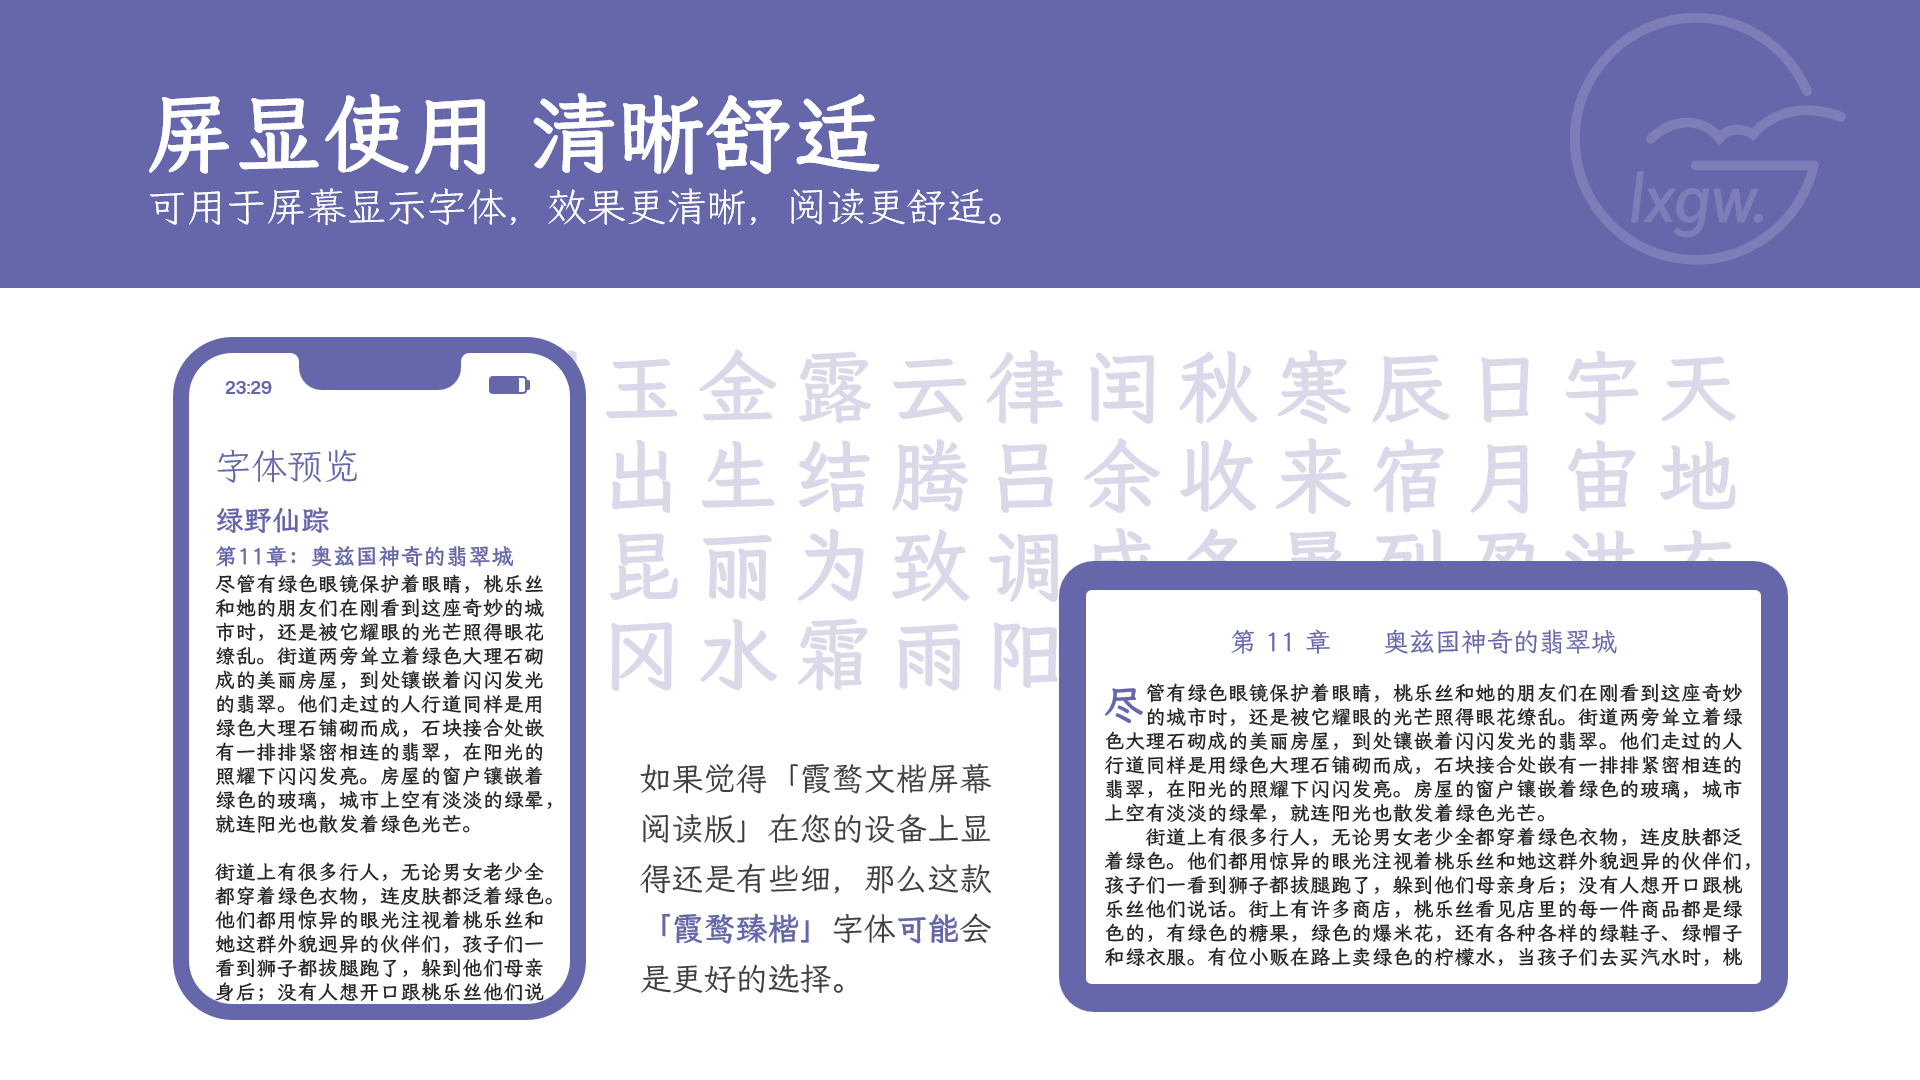 屏显使用 清晰舒适
可用于屏幕显示字体，效果更清晰，阅读更舒适。
lxgw.
23:29
字体预览
绿野仙踪
第11章：奥兹国神奇的翡翠城
尽管有绿色眼镜保护着眼睛，桃乐丝
和她的朋友们在刚看到这座奇妙的城
市时，还是被它耀眼的光芒照得眼花
缭乱。街道两旁耸立着绿色大理石砌
成的美丽房屋，到处镶嵌着闪闪发光
的翡翠。他们走过的人行道同样是用
绿色大理石铺砌而成，石块接合处嵌
有一排排紧密相连的翡翠，在阳光的
照耀下闪闪发亮。房屋的窗户镶嵌着
绿色的玻璃，城市上空有淡淡的绿晕，
就连阳光也散发着绿色光芒。
街道上有很多行人，无论男女老少全
都穿着绿色衣物，连皮肤都泛着绿色。
他们都用惊异的眼光注视着桃乐丝和
她这群外貌迥异的伙伴们，孩子们一
看到狮子都拔腿跑了，躲到他们母亲
身后；没有人想开口跟桃乐丝他们说
玉金露云律闰秋寒辰日宇天
出生结腾吕余收来宿月宙地
昆丽为致调成冬暑列盈洪玄
冈水霜雨阳
如果觉得「霞鹜文楷屏幕
阅读版」在您的设备上显
得还是有些细，那么这款
「霞鹜臻楷」字体可能会
是更好的选择。
第 11 章　奥兹国神奇的翡翠城
尽管有绿色眼镜保护着眼睛，桃乐丝和她的朋友们在刚看到这座奇妙
的城市时，还是被它耀眼的光芒照得眼花缭乱。街道两旁耸立着绿
色大理石砌成的美丽房屋，到处镶嵌着闪闪发光的翡翠。他们走过的人
行道同样是用绿色大理石铺砌而成，石块接合处嵌有一排排紧密相连的
翡翠，在阳光的照耀下闪闪发亮。房屋的窗户镶嵌着绿色的玻璃，城市
上空有淡淡的绿晕，就连阳光也散发着绿色光芒。
街道上有很多行人，无论男女老少全都穿着绿色衣物，连皮肤都泛
着绿色。他们都用惊异的眼光注视着桃乐丝和她这群外貌迥异的伙伴们，
孩子们一看到狮子都拔腿跑了，躲到他们母亲身后；没有人想开口跟桃
乐丝他们说话。街上有许多商店，桃乐丝看见店里的每一件商品都是绿
色的，有绿色的糖果，绿色的爆米花，还有各种各样的绿鞋子、绿帽子
和绿衣服。有位小贩在路上卖绿色的柠檬水，当孩子们去买汽水时，桃